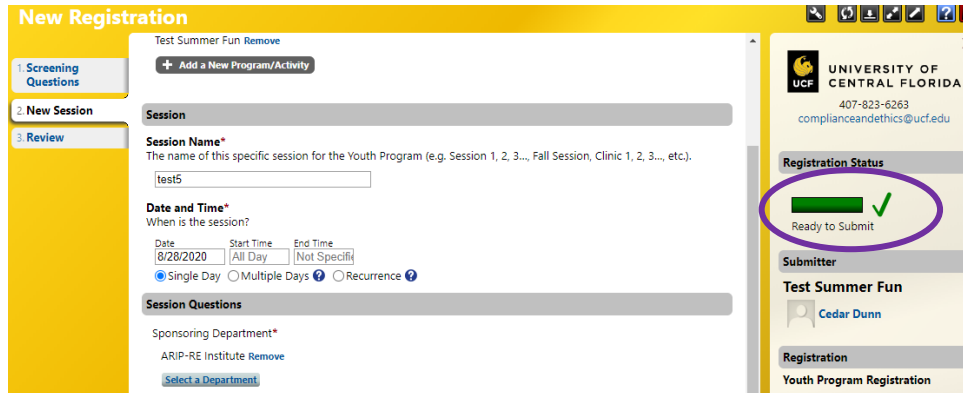 New Registration
1. Screening Questions
2. New Session
3. Review
Test Summer Fun Remove
+ Add a New Program/Activity
Session
Session Name*
The name of this specific session for the Youth Program (e.g. Session 1, 2, 3..., Fall Session, Clinic 1, 2, 3..., etc.).
test5
Date and Time*
When is the session?
Date Start Time End Time
8/28/2020 All Day Not Specifi
Single Day Multiple Days ? Recurrence ?
Session Questions
Sponsoring Department*
ARIP-RE Institute Remove
Select a Department
?
UCF
UNIVERSITY OF
CENTRAL FLORIDA
407-823-6263
complianceandethics@ucf.edu
Registration Status
Ready to Submit
Submitter
Test Summer Fun
Cedar Dunn
Registration
Youth Program Registration